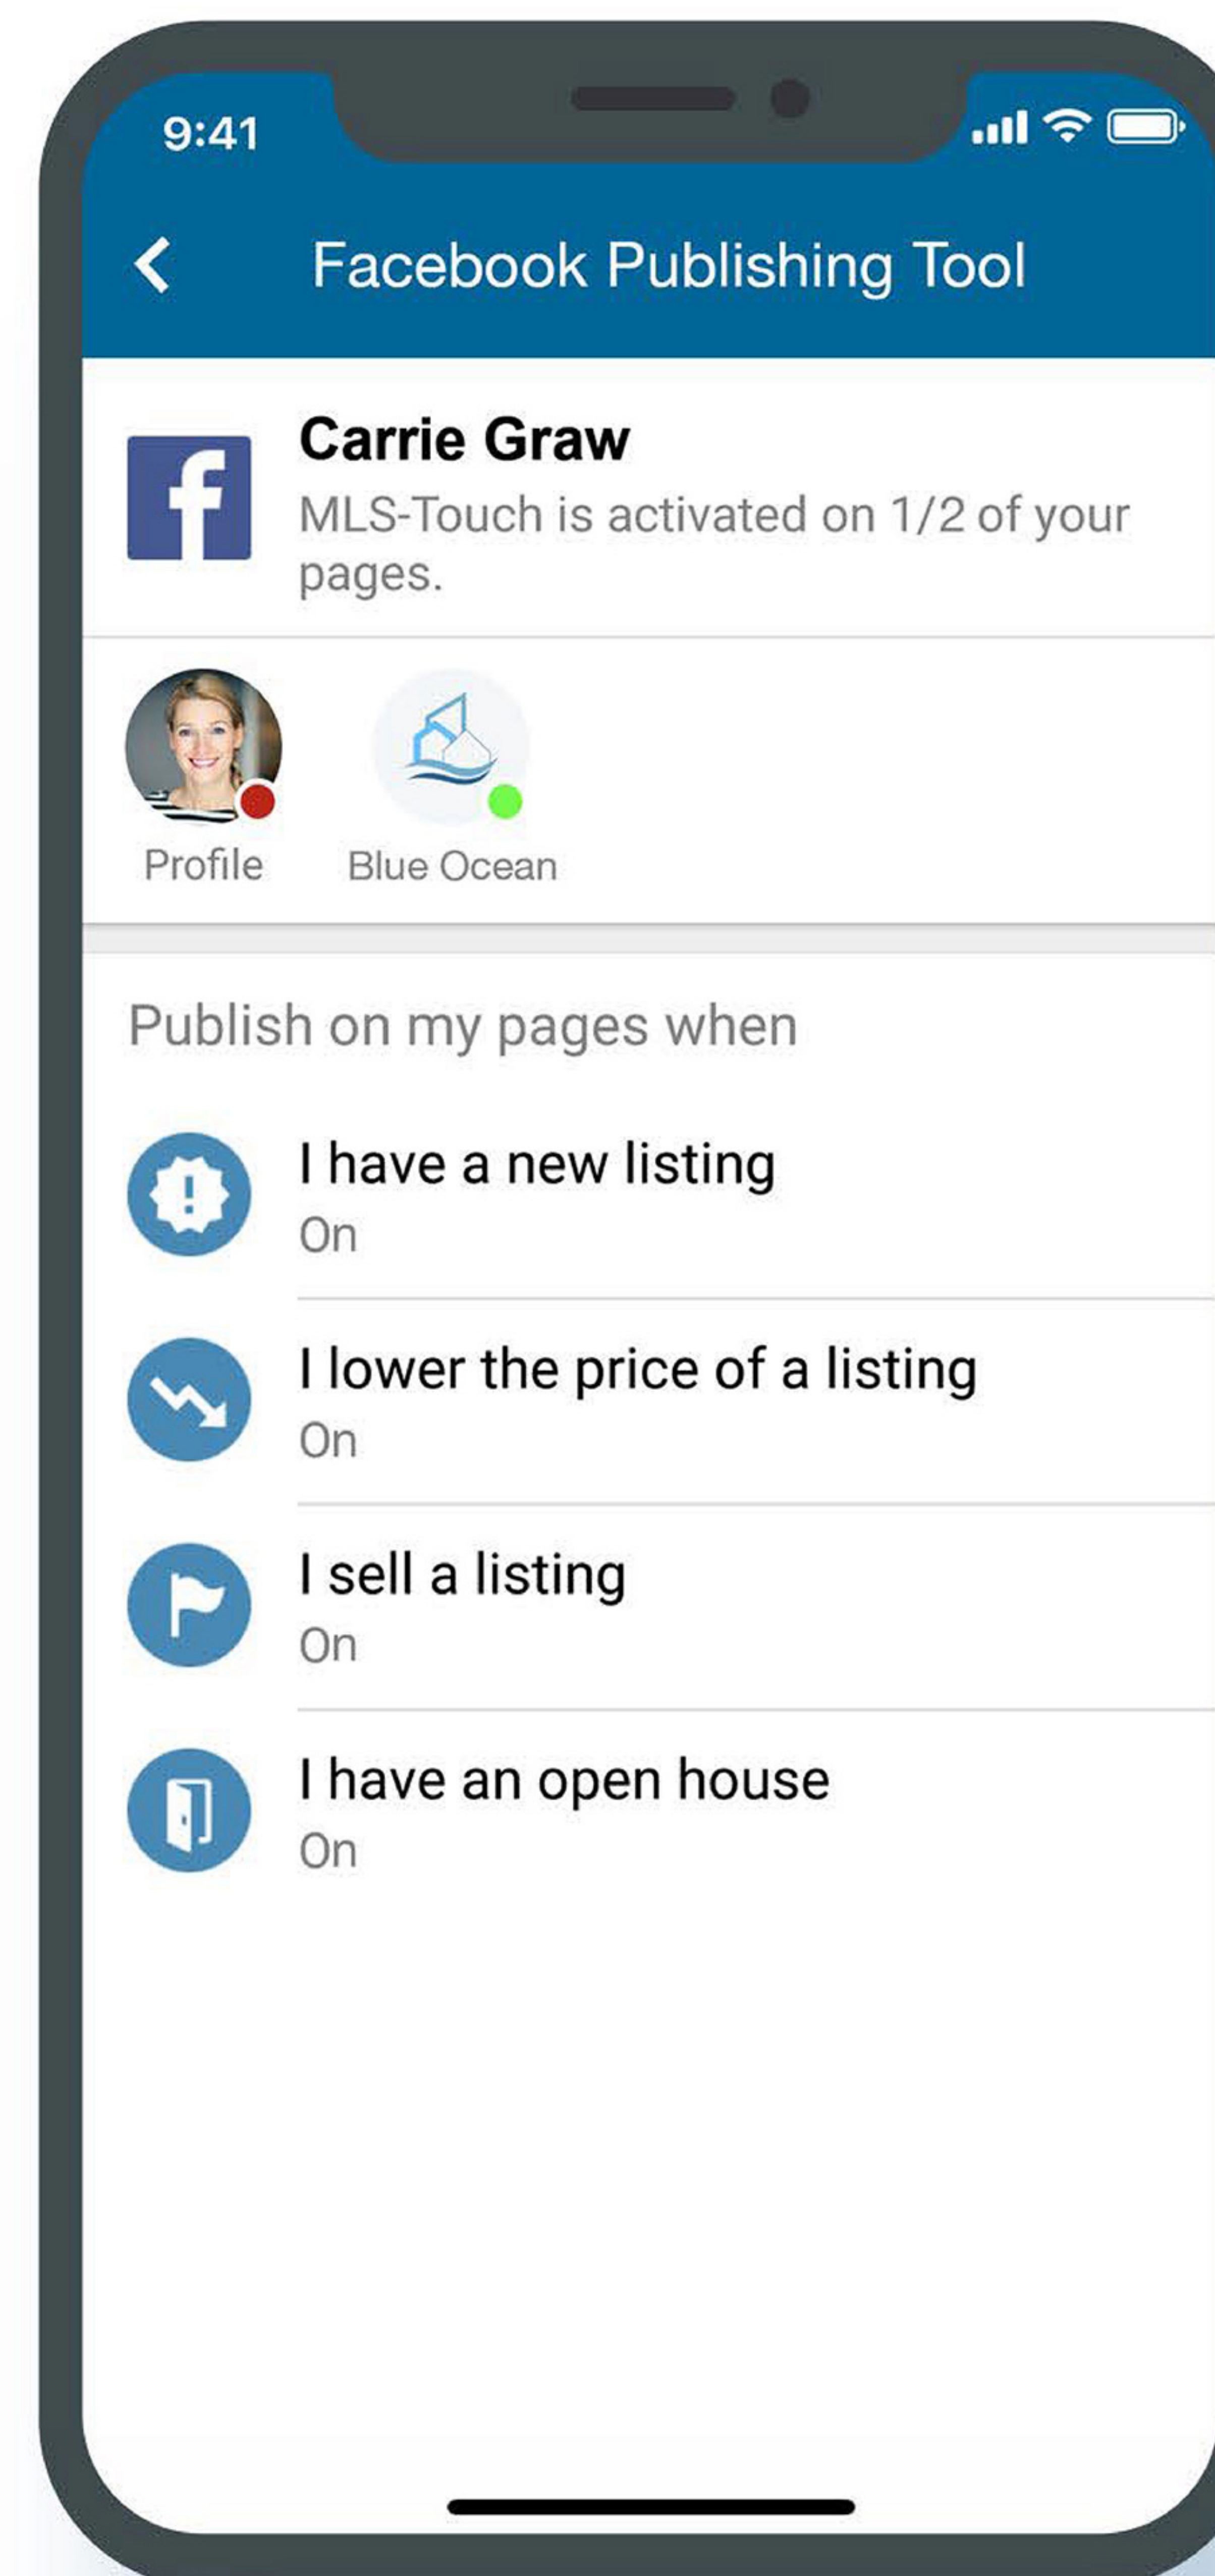 9:41
Facebook Publishing Tool
Carrie Graw
MLS-Touch is activated on 1/2 of your
pages.
Profile
Blue Ocean
Publish on my pages when
I have a new listing
On
I lower the price of a listing
On
I sell a listing
On
I have an open house
On